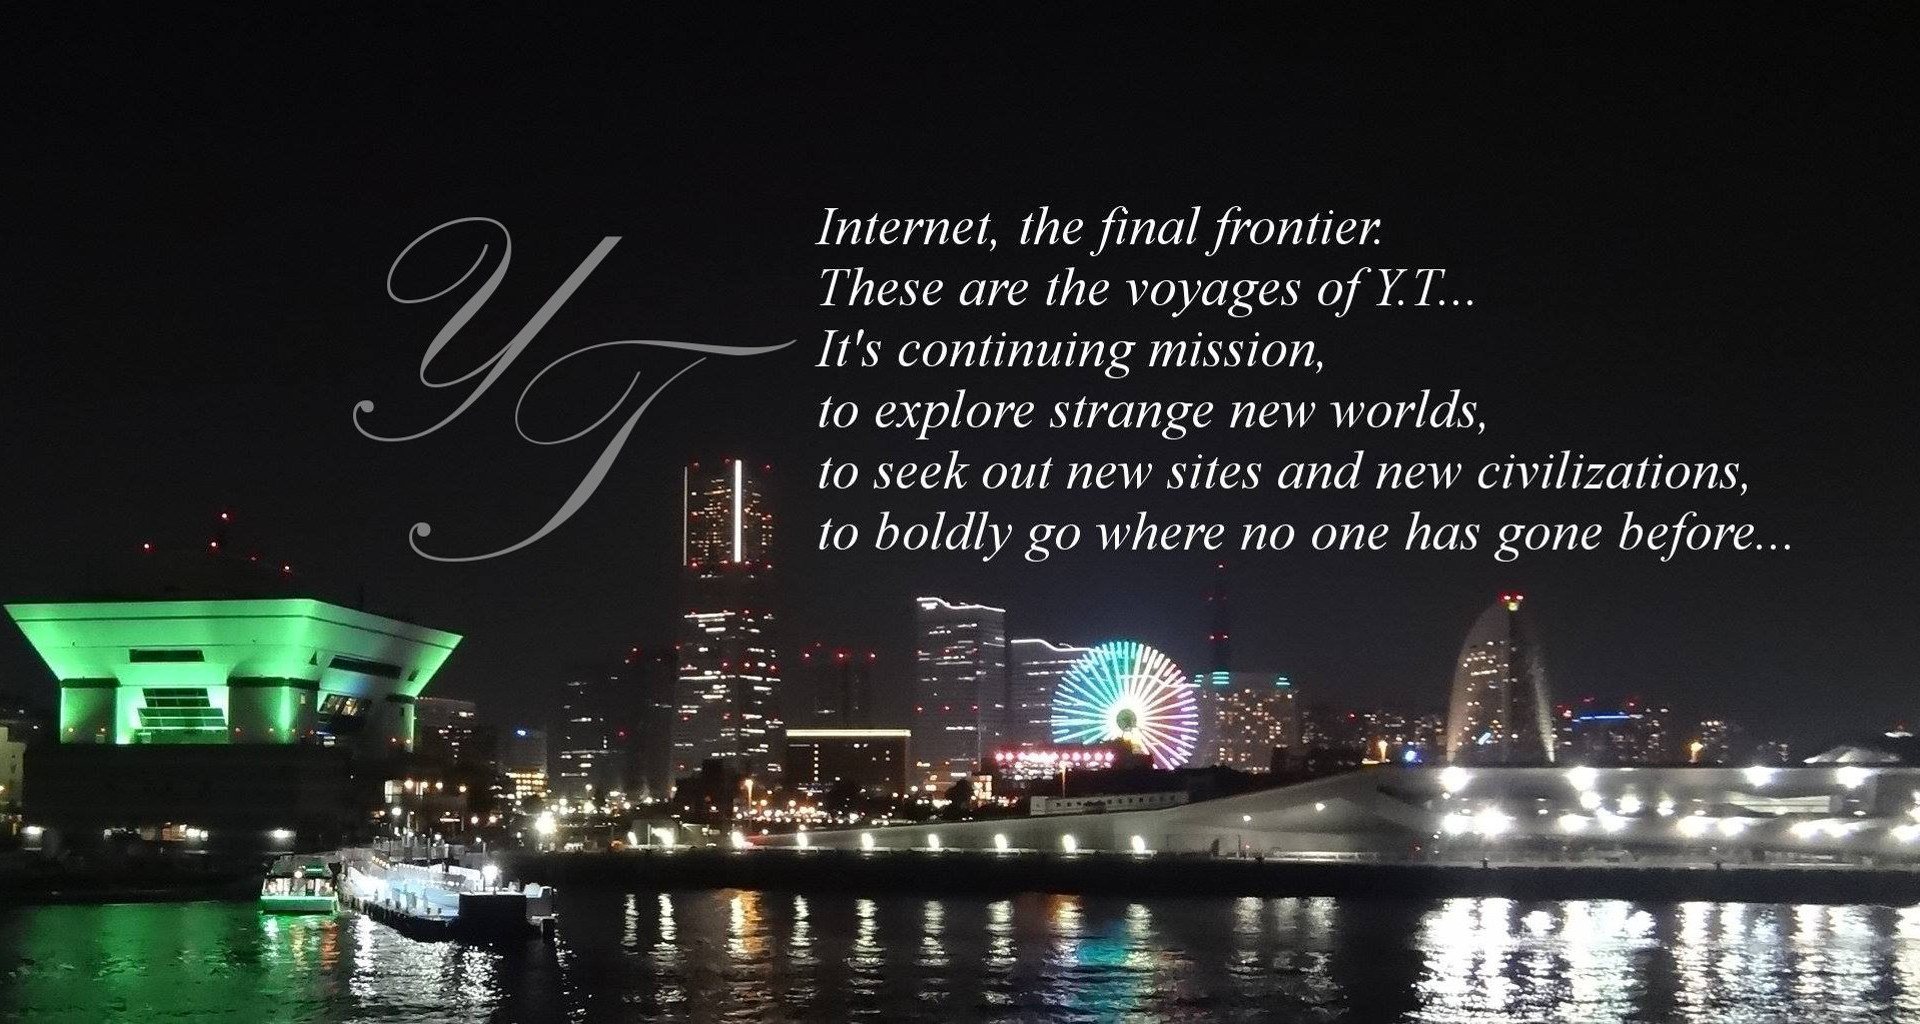 YT
Internet, the final frontier.
These are the voyages of Y.T...
It's continuing mission,
to explore strange new worlds,
to seek out new sites and new civilizations,
to boldly go where no one has gone before...